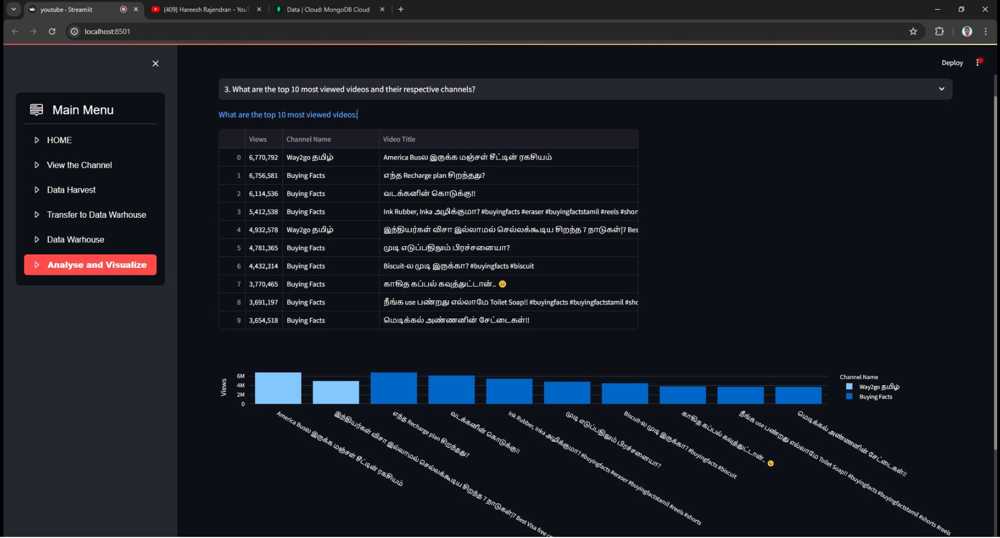 youtube · Streamlit
(409) Hareesh Rajendran - YouT
Data | Cloud: MongoDB Cloud
localhost:8501
Deploy
Main Menu
HOME
View the Channel
Data Harvest
Transfer to Data Warhouse
Data Warhouse
Analyse and Visualize
3. What are the top 10 most viewed videos and their respective channels?
What are the top 10 most viewed videos:
Views Channel Name Video Title
0 6,770,792 Way2go தமிழ் America Busல இருக்க மஞ்சள் சீட்டின் ரகசியம்
1 6,756,581 Buying Facts எந்த Recharge plan சிறந்தது?
2 6,114,536 Buying Facts வடக்கனின் கொடுக்கு!!
3 5,412,538 Buying Facts Ink Rubber, Inka அழிக்குமா? #buyingfacts #eraser #buyingfactstamil #reels #shor
4 4,932,578 Way2go தமிழ் இந்தியர்கள் விசா இல்லாமல் செல்லக்கூடிய சிறந்த 7 நாடுகள்|7 Bes
5 4,781,365 Buying Facts முடி எடுப்பதிலும் பிரச்சனையா?
6 4,432,314 Buying Facts Biscuit-ல முடி இருக்கா? #buyingfacts #biscuit
7 3,770,465 Buying Facts காகித கப்பல் கவுத்துட்டான்.. 😐
8 3,691,197 Buying Facts நீங்க use பண்றது எல்லாமே Toilet Soap!! #buyingfacts #buyingfactstamil #sho
9 3,654,518 Buying Facts மெடிக்கல் அண்ணனின் சேட்டைகள்!!
Views
6M
4M
2M
0
Channel Name
Way2go தமிழ்
Buying Facts
America Busல இருக்க மஞ்சள் சீட்டின் ரகசியம்
இந்தியர்கள் விசா இல்லாமல் செல்லக்கூடிய சிறந்த 7 நாடுகள்|7 Best Visa free co
எந்த Recharge plan சிறந்தது?
வடக்கனின் கொடுக்கு!!
Ink Rubber, Inka அழிக்குமா? #buyingfacts #eraser #buyingfactstamil #reels #shorts
முடி எடுப்பதிலும் பிரச்சனையா?
Biscuit-ல முடி இருக்கா? #buyingfacts #biscuit
காகித கப்பல் கவுத்துட்டான்.. 😐
நீங்க use பண்றது எல்லாமே Toilet Soap!! #buyingfacts #buyingfactstamil #shorts #reels
மெடிக்கல் அண்ணனின் சேட்டைகள்!!